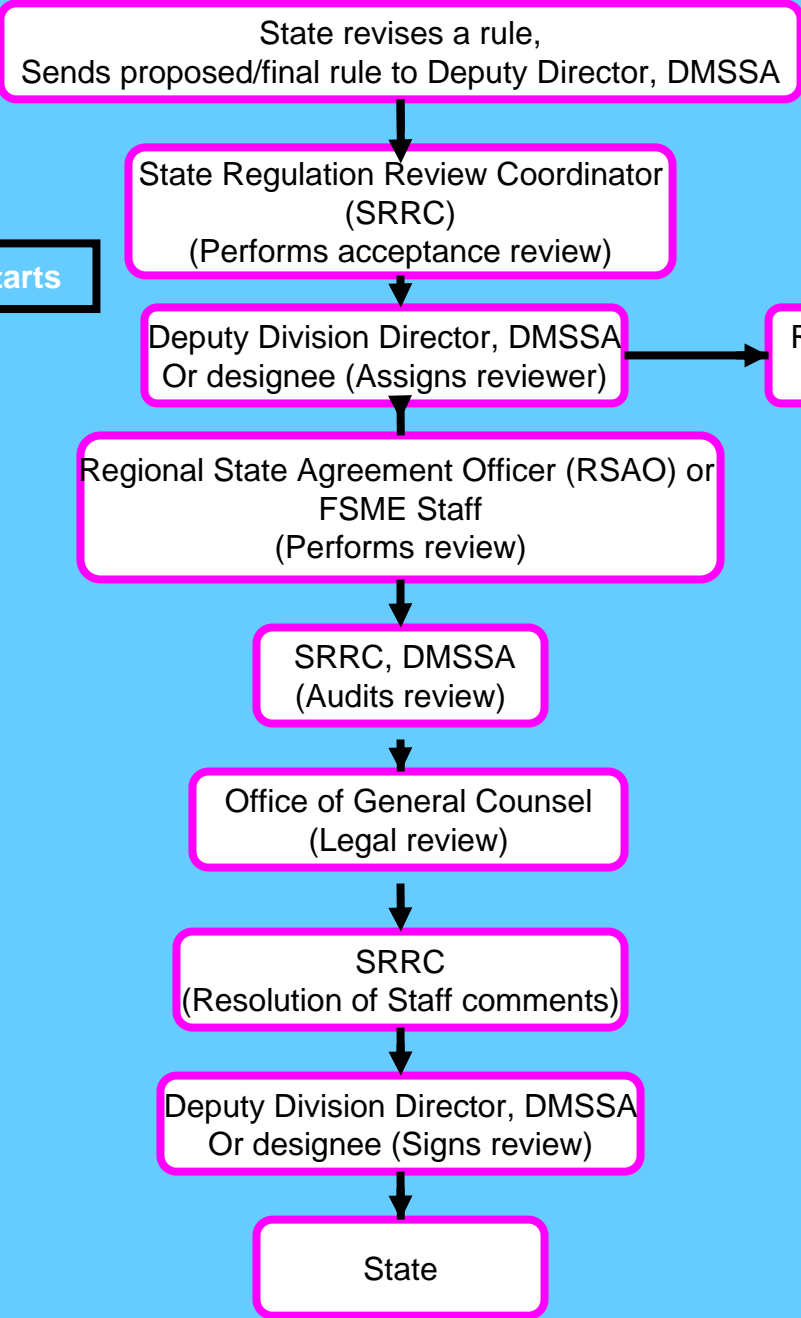 State revises a rule,
Sends proposed/final rule to Deputy Director, DMSSA
State Regulation Review Coordinator
(SRRC)
(Performs acceptance review)
Deputy Division Director, DMSSA
Or designee (Assigns reviewer)
Regional State Agreement Officer (RSAO) or
FSME Staff
(Performs review)
SRRC, DMSSA
(Audits review)
Office of General Counsel
(Legal review)
SRRC
(Resolution of Staff comments)
Deputy Division Director, DMSSA
Or designee (Signs review)
State